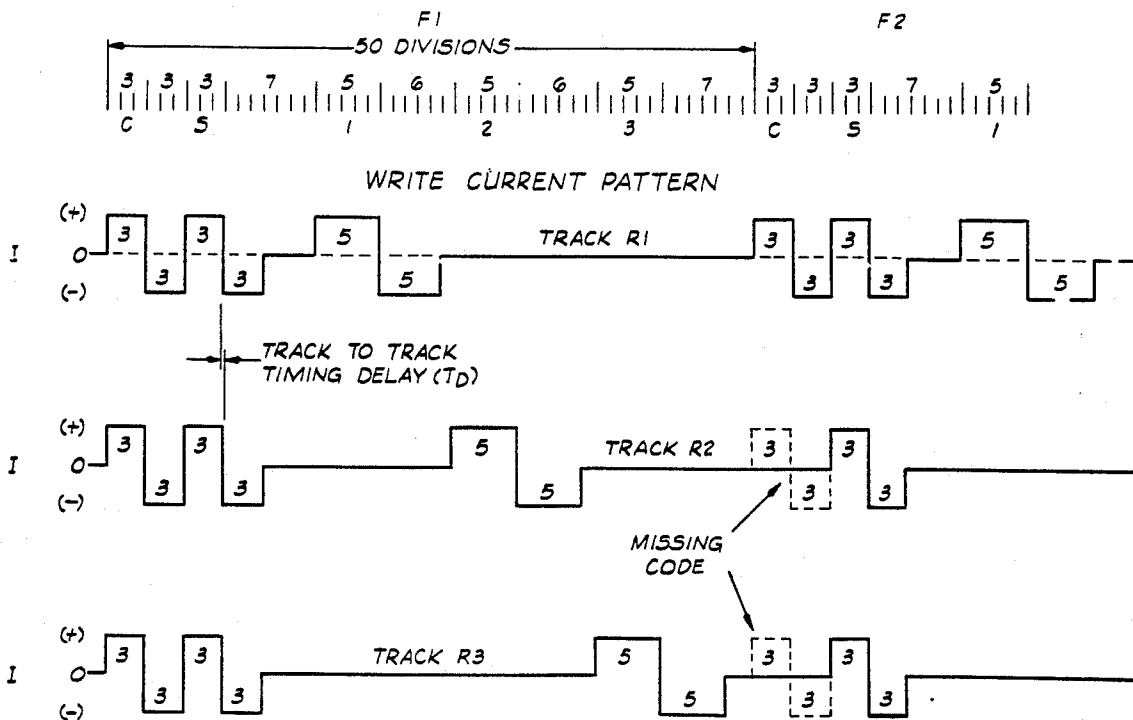 F1 F2
50 DIVISIONS
3 3 3 7 5 6 5 6 5 7 3 3 3 7 5
C S 1 2 3 C S 1
WRITE CURRENT PATTERN
(+)
3 3 5 TRACK R1 3 3 5
I 0
3 3 5 3 3 5
(-)
TRACK TO TRACK
TIMING DELAY (TD)
(+)
3 3 5 TRACK R2 3 3
I 0
3 3 5 3 3
(-)
MISSING
CODE
(+)
3 3 TRACK R3 5 3 3
I 0
3 3 5 3 3
(-)